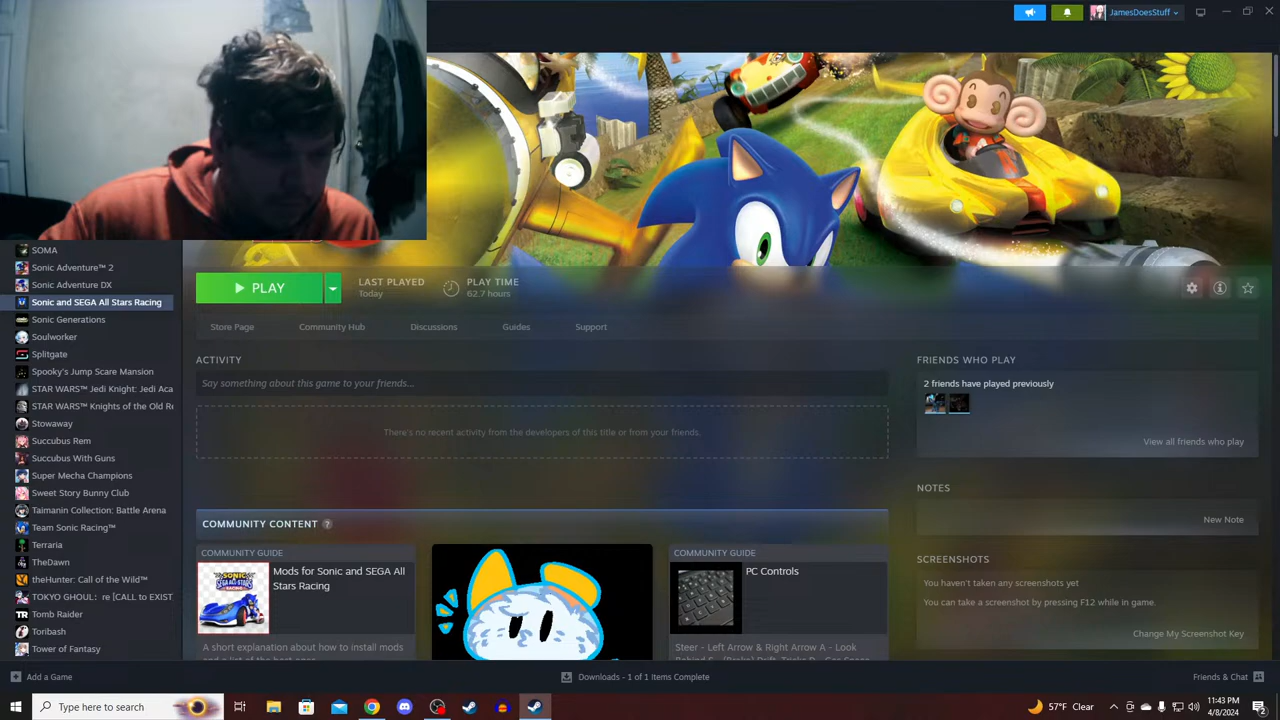 JamesDoesStuff
SOMA
Sonic Adventure™ 2
Sonic Adventure DX
Sonic and SEGA All Stars Racing
Sonic Generations
Soulworker
Splitgate
Spooky's Jump Scare Mansion
STAR WARS™ Jedi Knight: Jedi Aca
STAR WARS™ Knights of the Old Re
Stowaway
Succubus Rem
Succubus With Guns
Super Mecha Champions
Sweet Story Bunny Club
Taimanin Collection: Battle Arena
Team Sonic Racing™
Terraria
TheDawn
theHunter: Call of the Wild™
TOKYO GHOUL: re [CALL to EXIST
Tomb Raider
Toribash
Tower of Fantasy
PLAY
LAST PLAYED
Today
PLAY TIME
62.7 hours
Store Page
Community Hub
Discussions
Guides
Support
ACTIVITY
Say something about this game to your friends...
There's no recent activity from the developers of this title or from your friends.
FRIENDS WHO PLAY
2 friends have played previously
View all friends who play
NOTES
New Note
SCREENSHOTS
You haven't taken any screenshots yet
You can take a screenshot by pressing F12 while in game.
Change My Screenshot Key
COMMUNITY CONTENT ?
COMMUNITY GUIDE
Mods for Sonic and SEGA All
Stars Racing
A short explanation about how to install mods
COMMUNITY GUIDE
PC Controls
Steer - Left Arrow & Right Arrow A - Look
Add a Game
Downloads - 1 of 1 Items Complete
Friends & Chat
Type here to search
57°F Clear
11:43 PM
4/8/2024
2